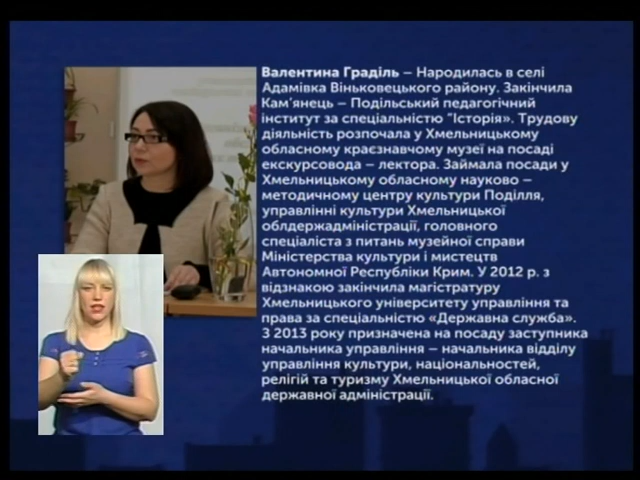 Валентина Граділь – Народилась в селі
Адамівка Віньковецького району. Закінчила
Кам'янець – Подільський педагогічний
інститут за спеціальністю "Історія". Трудову
діяльність розпочала у Хмельницькому
обласному краєзнавчому музеї на посаді
екскурсовода – лектора. Займала посади у
Хмельницькому обласному науково –
методичному центру культури Поділля,
управлінні культури Хмельницької
облдержадміністрації, головного
спеціаліста з питань музейної справи
Міністерства культури і мистецтв
Автономної Республіки Крим. У 2012 р. з
відзнакою закінчила магістратуру
Хмельницького університету управління та
права за спеціальністю «Державна служба».
З 2013 року призначена на посаду заступника
начальника управління – начальника відділу
управління культури, національностей,
релігій та туризму Хмельницької обласної
державної адміністрації.